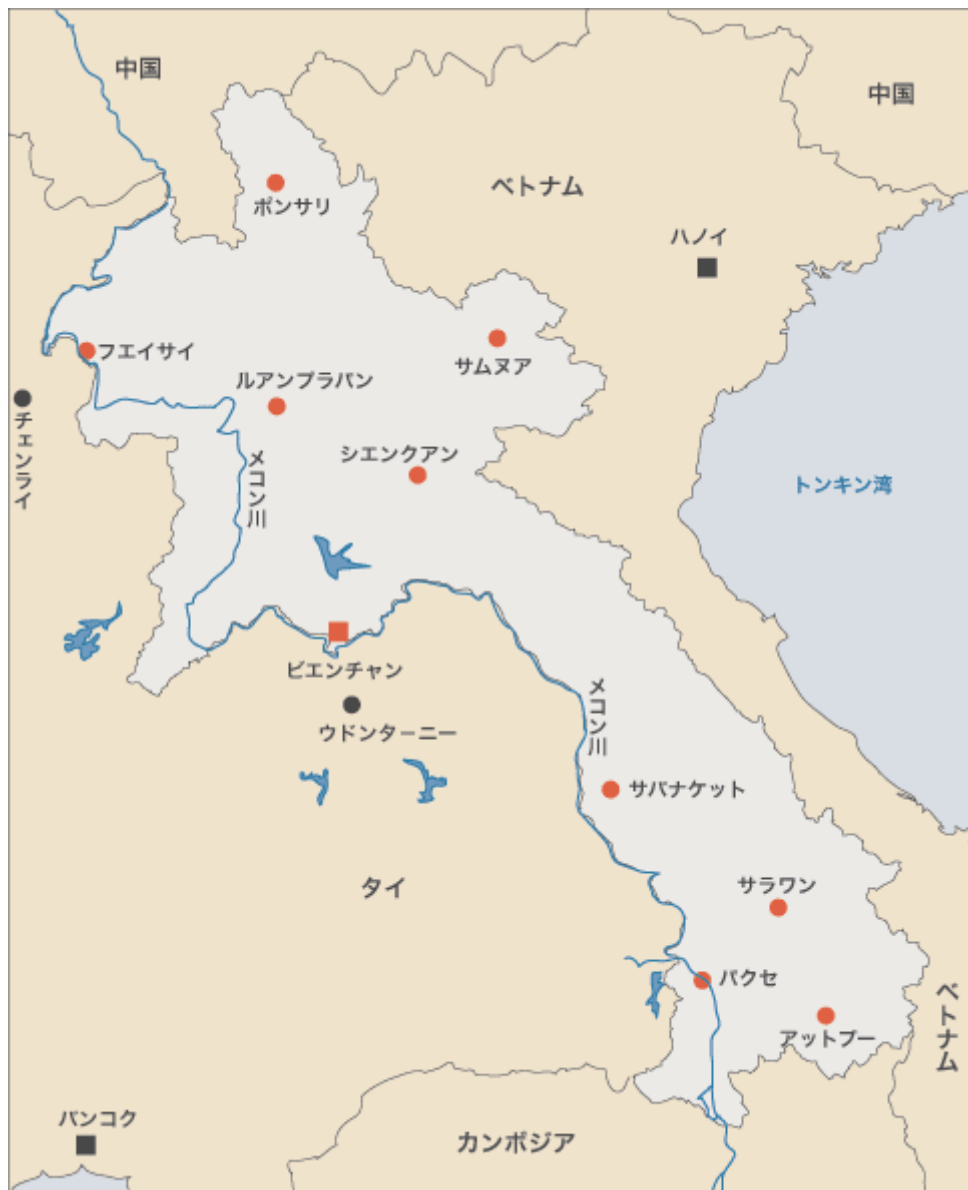 中国
中国
ベトナム
ポンサリ
ハノイ
フエイサイ
サムヌア
ルアンプラバン
チェンライ
シエンクアン
メコン川
トンキン湾
ビエンチャン
メコン川
ウドンターニー
サバナケット
タイ
サラワン
パクセ
ベトナム
アットプー
バンコク
カンボジア